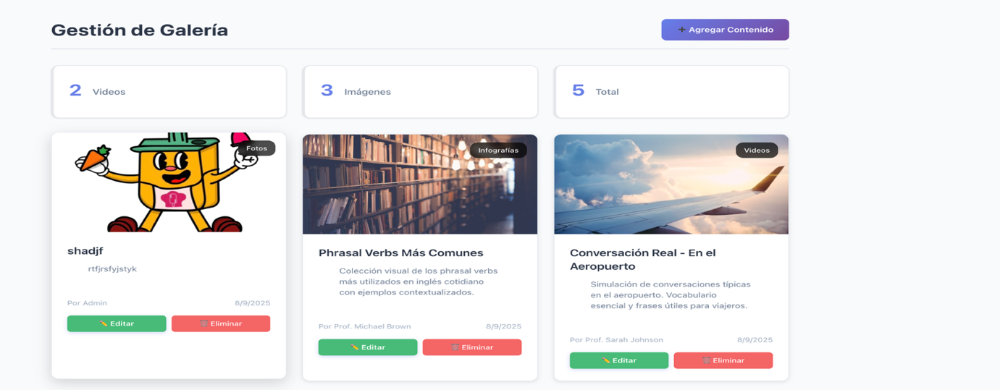 Gestión de Galería
➕ Agregar Contenido
2 Videos
3 Imágenes
5 Total
Fotos
shadjf
rtfjrsfyjstyk
Por Admin 8/9/2025
✏️ Editar 🗑️ Eliminar
Infografías
Phrasal Verbs Más Comunes
Colección visual de los phrasal verbs
más utilizados en inglés cotidiano
con ejemplos contextualizados.
Por Prof. Michael Brown 8/9/2025
✏️ Editar 🗑️ Eliminar
Videos
Conversación Real - En el
Aeropuerto
Simulación de conversaciones típicas
en el aeropuerto. Vocabulario
esencial y frases útiles para viajeros.
Por Prof. Sarah Johnson 8/9/2025
✏️ Editar 🗑️ Eliminar